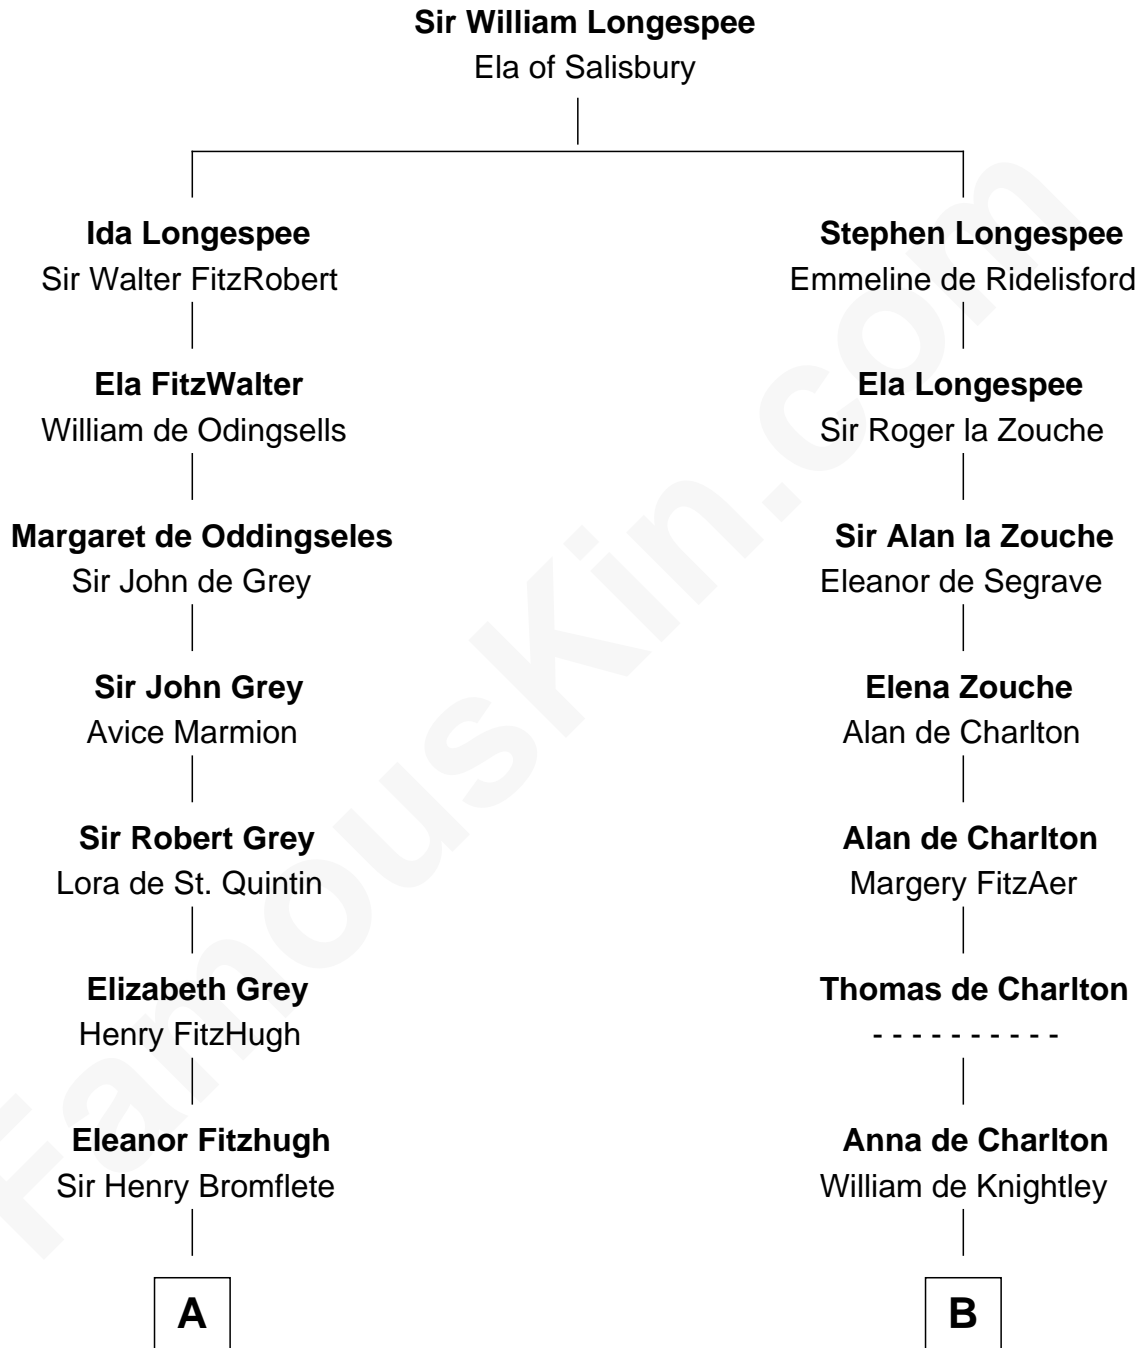 Sir William Longespee
Ela of Salisbury
Ida Longespee
Sir Walter FitzRobert
Ela FitzWalter
William de Odingsells
Margaret de Oddingseles
Sir John de Grey
Sir John Grey
Avice Marmion
Sir Robert Grey
Lora de St. Quintin
Elizabeth Grey
Henry FitzHugh
Eleanor Fitzhugh
Sir Henry Bromflete
A
Stephen Longespee
Emmeline de Ridelisford
Ela Longespee
Sir Roger la Zouche
Sir Alan la Zouche
Eleanor de Segrave
Elena Zouche
Alan de Charlton
Alan de Charlton
Margery FitzAer
Thomas de Charlton
- - - - - - - - - -
Anna de Charlton
William de Knightley
B
FamousKin.com